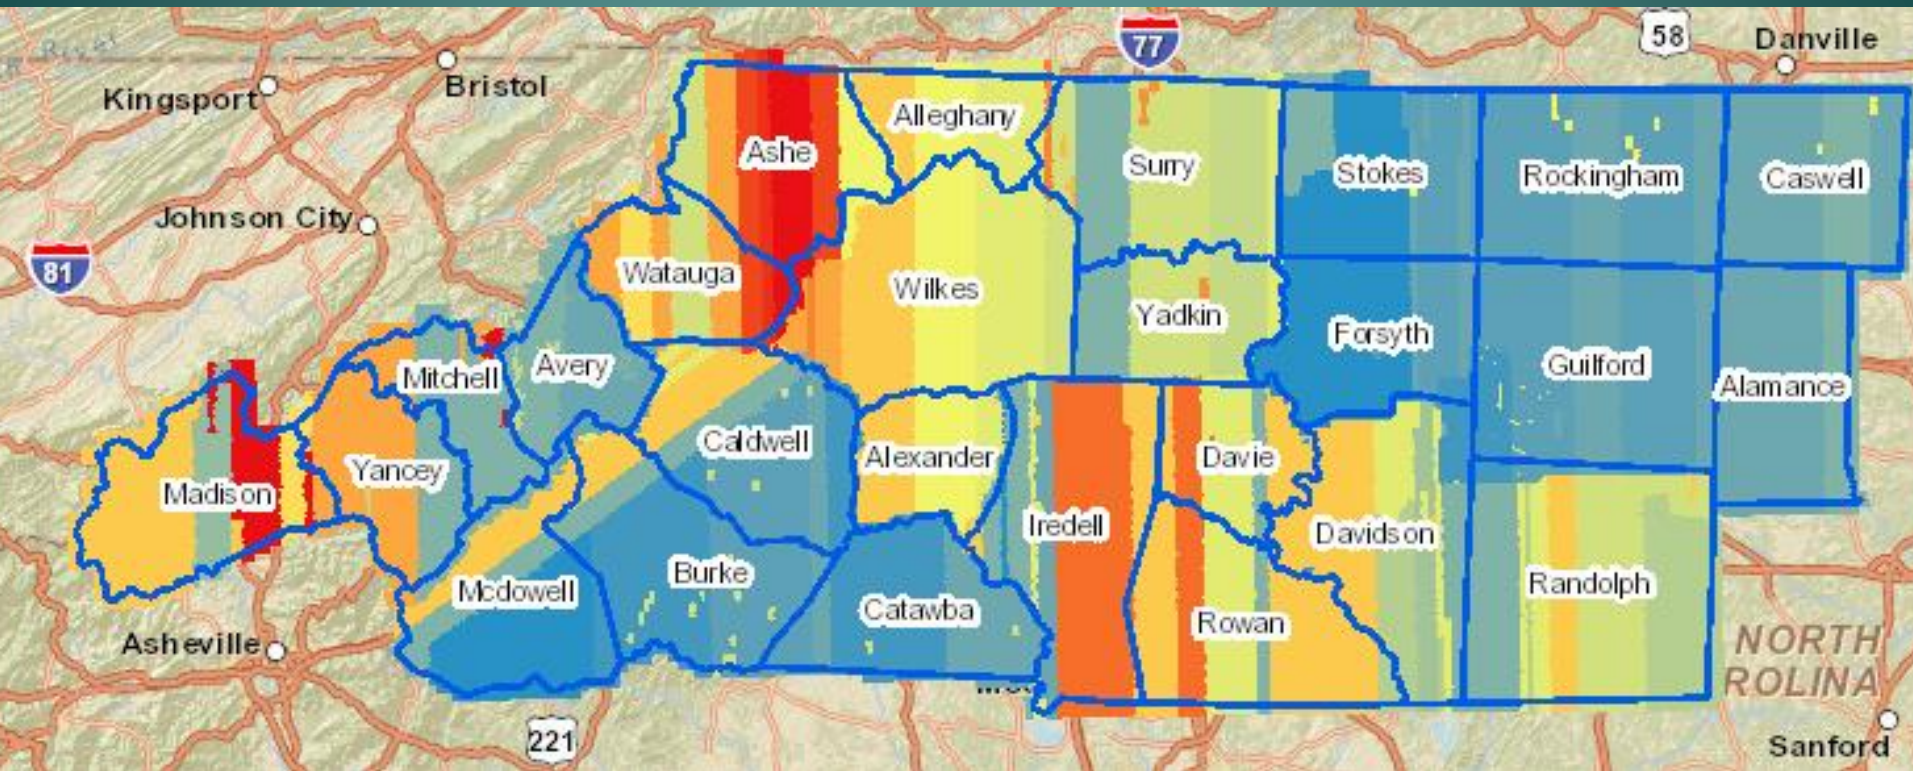 River
Kingsport
Bristol
77
58
Danville
Johnson City
81
Ashe
Alleghany
Surry
Stokes
Rockingham
Caswell
Watauga
Wilkes
Yadkin
Forsyth
Guilford
Alamance
Mitchell
Avery
Madison
Yancey
Caldwell
Alexander
Iredell
Davie
Davidson
Mcdowell
Burke
Catawba
Rowan
Randolph
Asheville
221
NORTH
ROLINA
Sanford